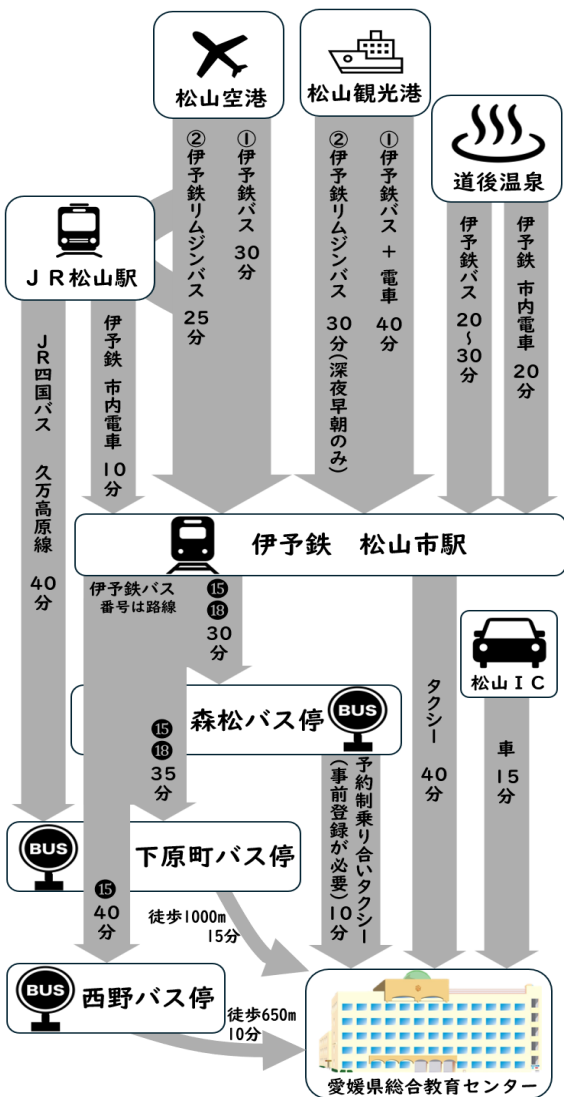 松山空港
松山観光港
道後温泉
JR松山駅
①伊予鉄バス 30分
②伊予鉄リムジンバス 25分
①伊予鉄バス + 電車 40分
②伊予鉄リムジンバス 30分(深夜早朝のみ)
伊予鉄 市内電車 20分
伊予鉄バス 20~30分
伊予鉄 市内電車 10分
JR四国バス 久万高原線 40分
伊予鉄 松山市駅
伊予鉄バス
番号は路線
⓯
⓲
30分
松山IC
BUS
森松バス停
タクシー 40分
車 15分
⓯
⓲
35分
予約制乗り合いタクシー
(事前登録が必要)10分
BUS
下原町バス停
⓯
40分
徒歩1000m
15分
BUS
西野バス停
徒歩650m
10分
愛媛県総合教育センター